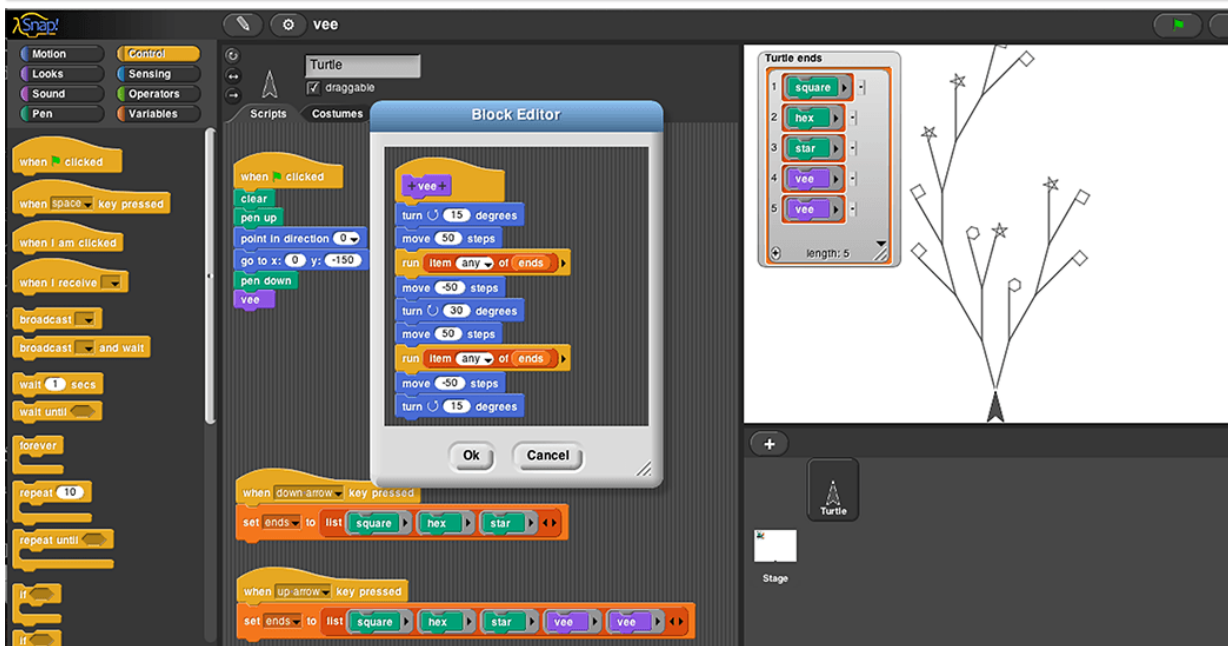 Snap!
vee
Motion Control
Looks Sensing
Sound Operators
Pen Variables
when clicked
when space key pressed
when I am clicked
when I receive
broadcast
broadcast and wait
wait 1 secs
wait until
forever
repeat 10
repeat until
if
if
Turtle
draggable
Scripts Costumes
when clicked
clear
pen up
point in direction 0
go to x: 0 y: -150
pen down
vee
when down arrow key pressed
set ends to list square hex star
when up arrow key pressed
set ends to list square hex star vee vee
Block Editor
+vee+
turn 15 degrees
move 50 steps
run item any of ends
move -50 steps
turn 30 degrees
move 50 steps
run item any of ends
move -50 steps
turn 15 degrees
Ok Cancel
Turtle ends
1 square
2 hex
3 star
4 vee
5 vee
+ length: 5
+
Turtle
Stage